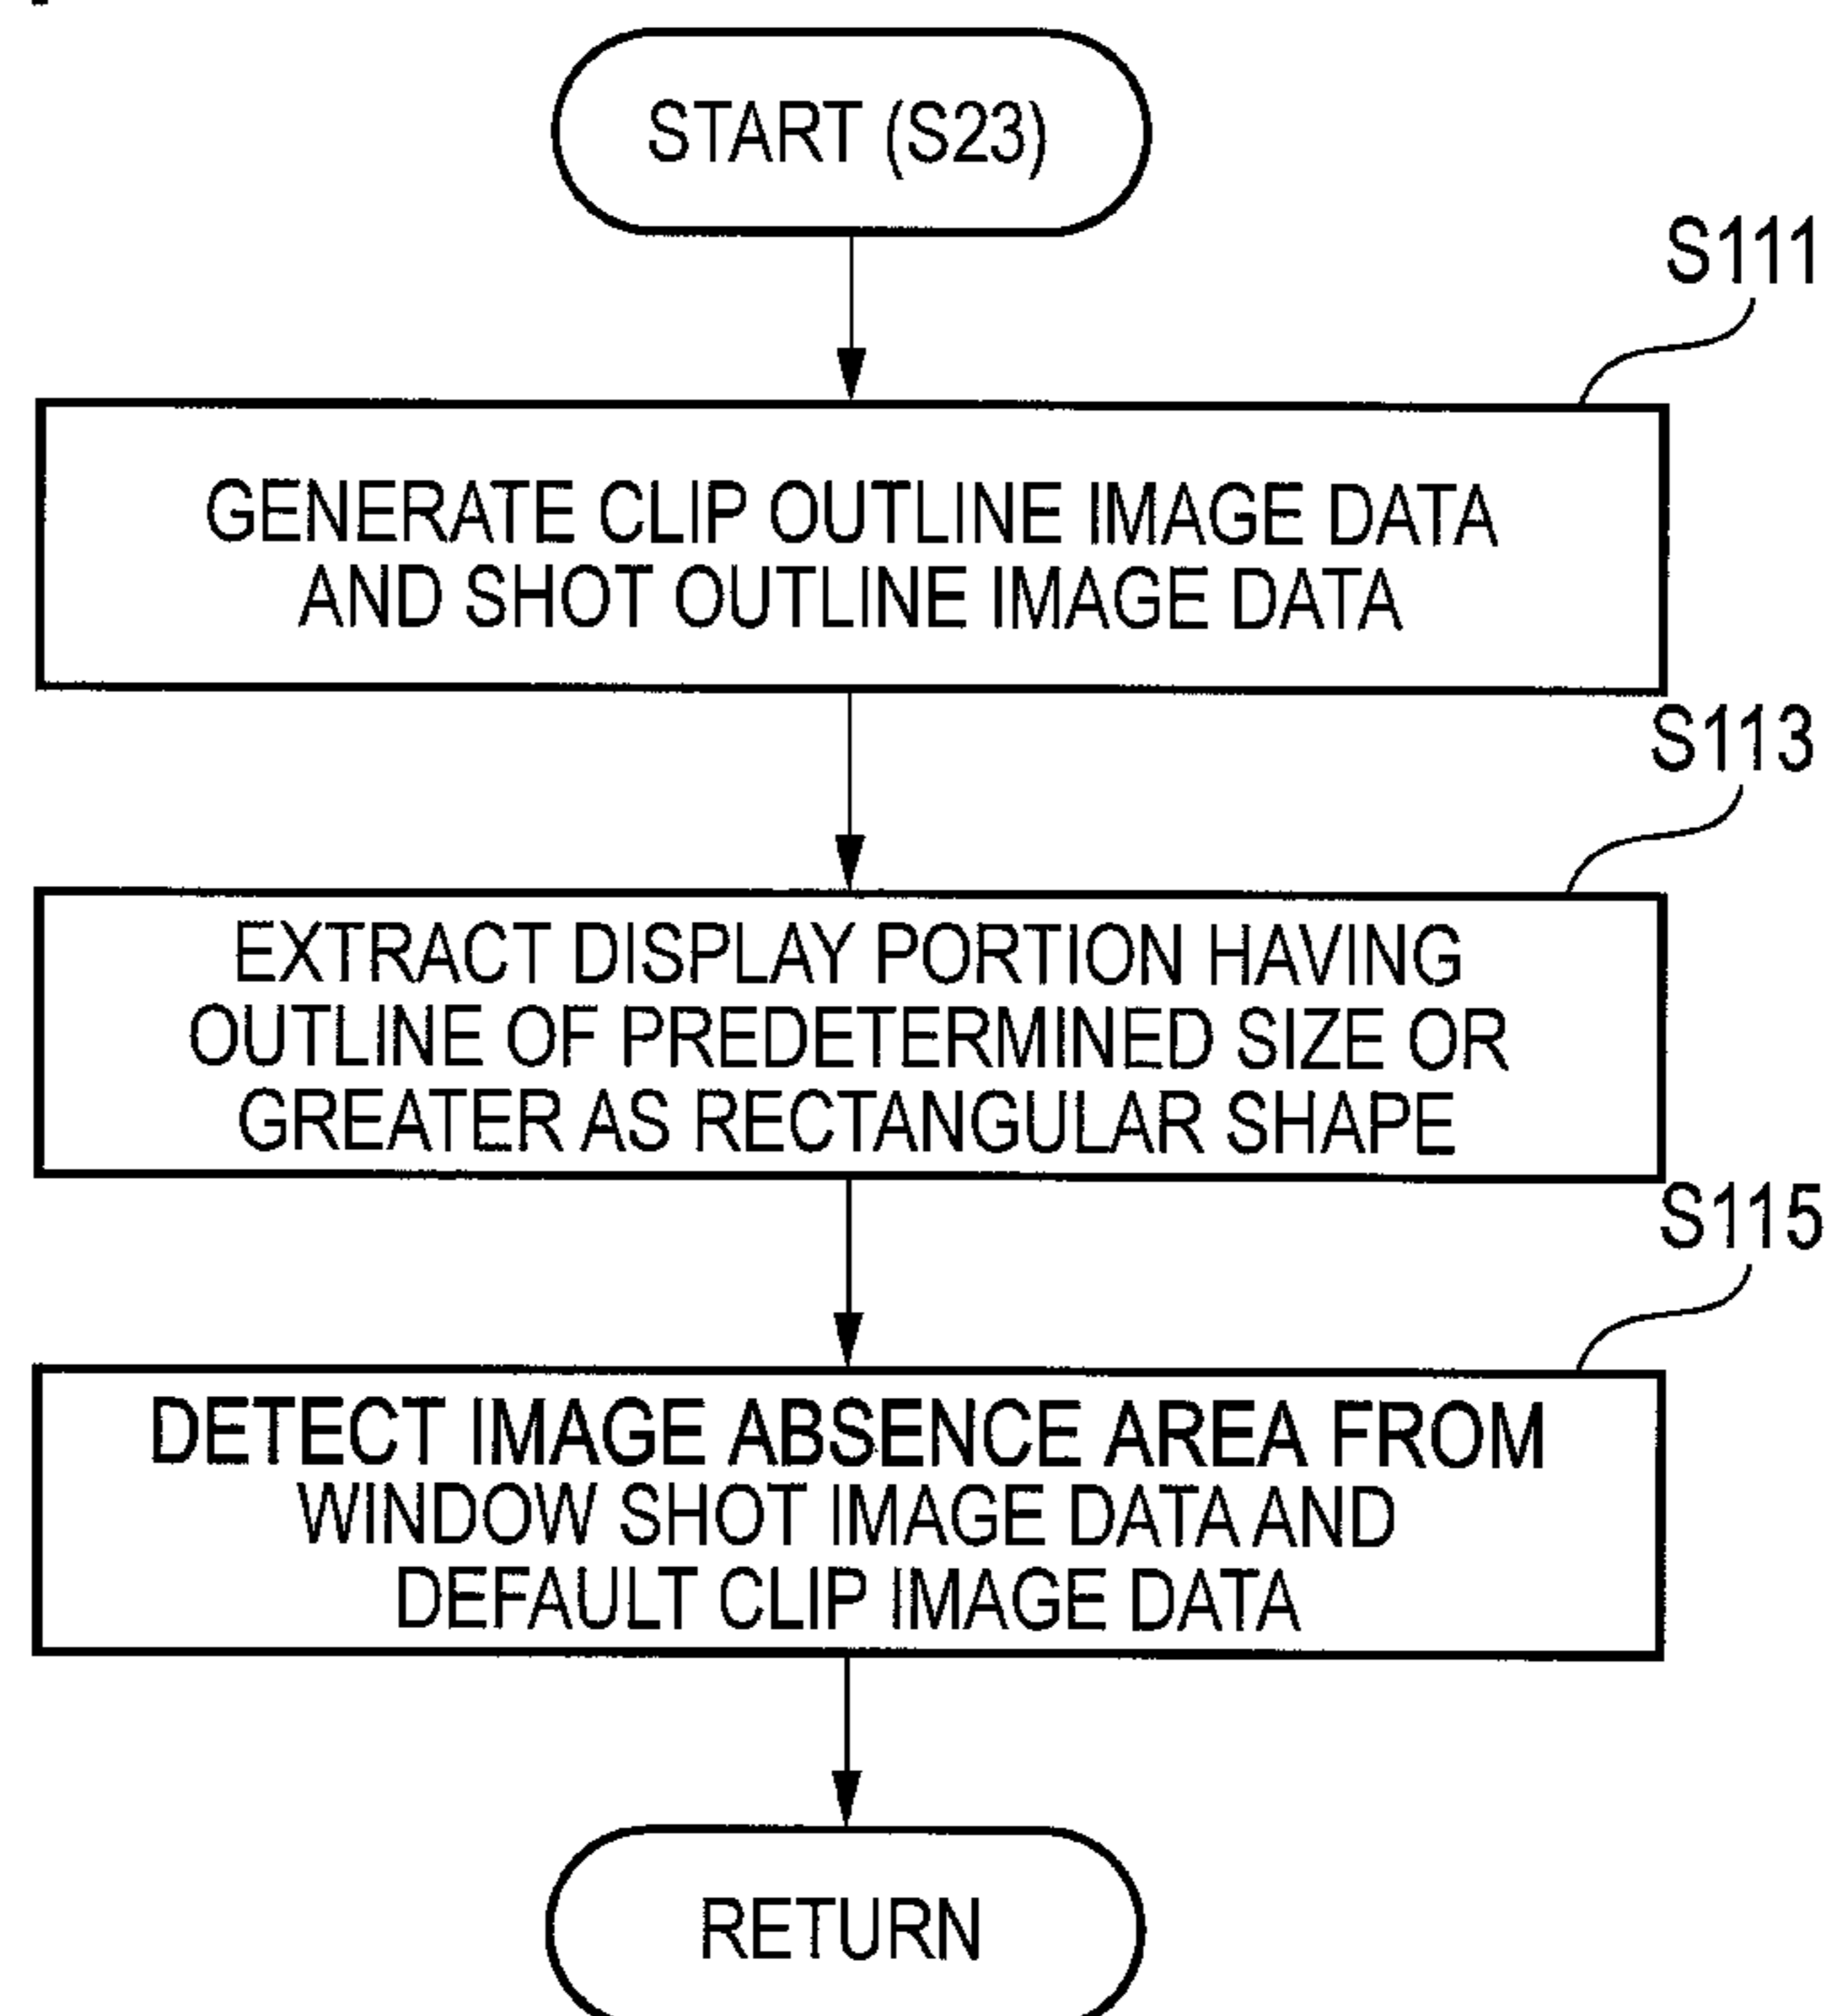 START (S23)
S111
GENERATE CLIP OUTLINE IMAGE DATA
AND SHOT OUTLINE IMAGE DATA
S113
EXTRACT DISPLAY PORTION HAVING
OUTLINE OF PREDETERMINED SIZE OR
GREATER AS RECTANGULAR SHAPE
S115
DETECT IMAGE ABSENCE AREA FROM
WINDOW SHOT IMAGE DATA AND
DEFAULT CLIP IMAGE DATA
RETURN